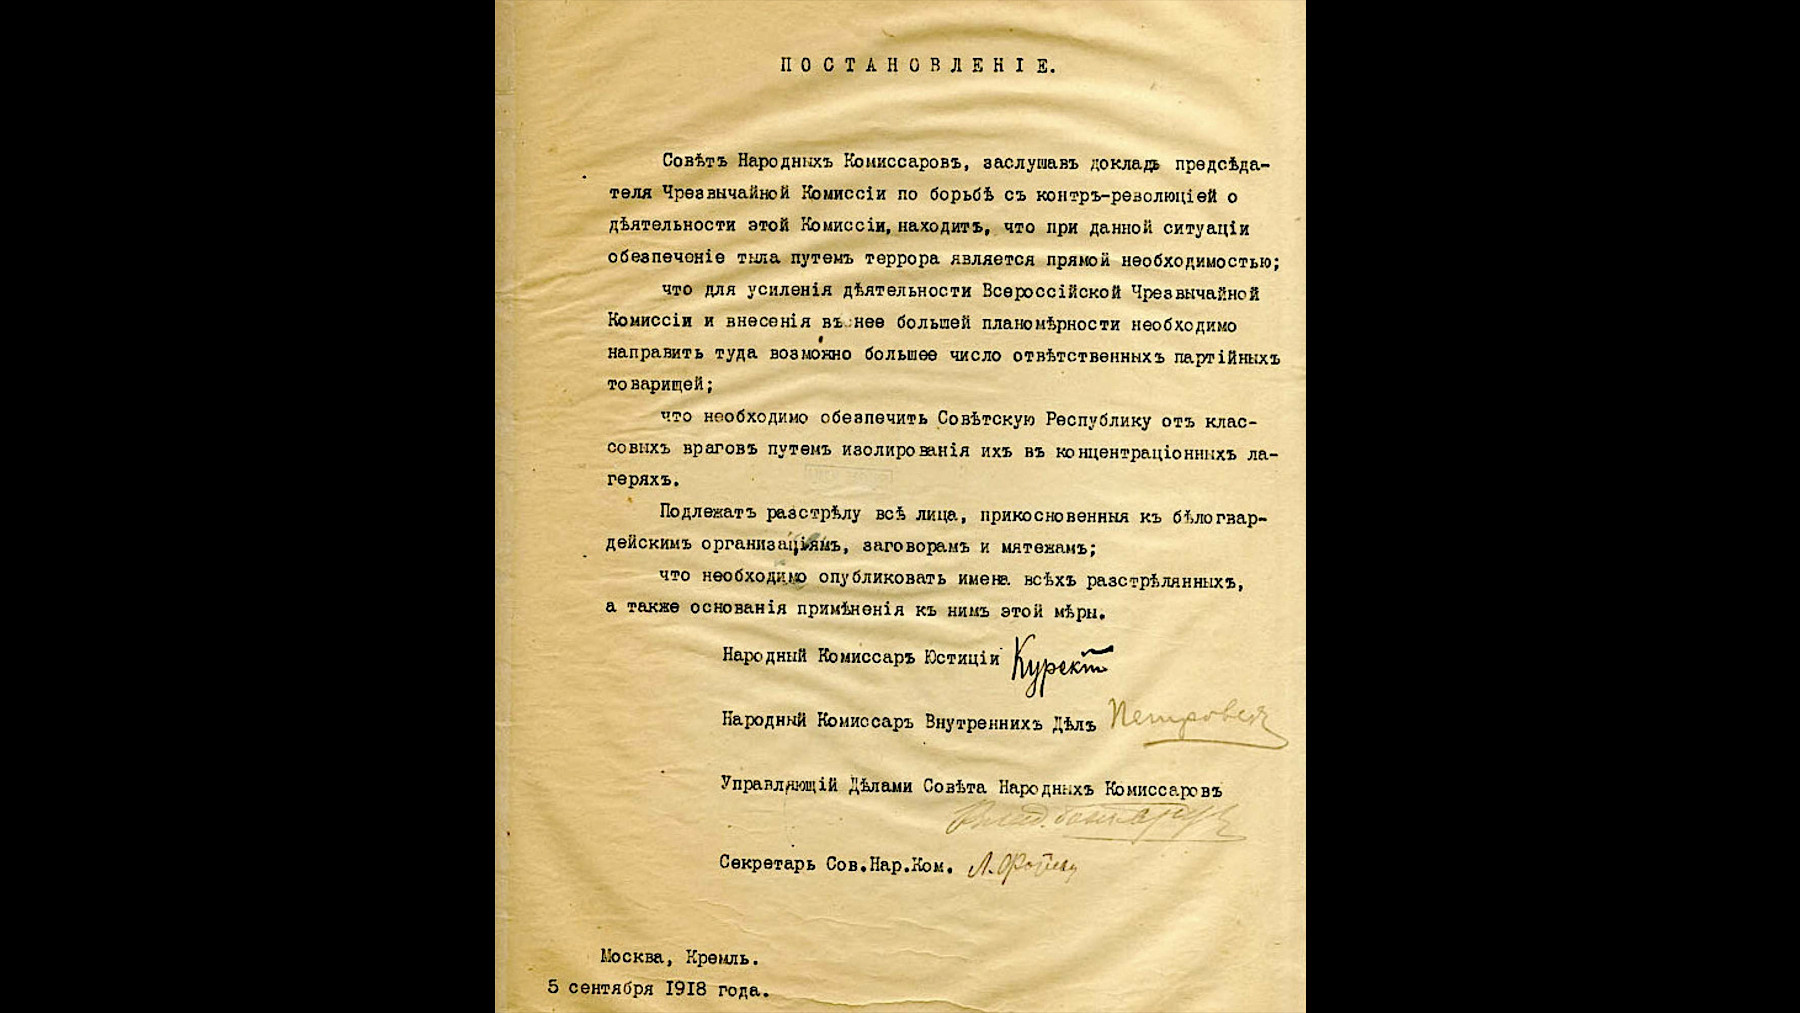 ПОСТАНОВЛЕНІЕ.
Совѣтъ Народныхъ Комиссаровъ, заслушавъ докладъ предсѣда-
теля Чрезвычайной Комиссіи по борьбѣ съ контръ-революціей о
дѣятельности этой Комиссіи, находитъ, что при данной ситуаціи
обезпеченіе тыла путемъ террора является прямой необходимостью;
что для усиленія дѣятельности Всероссійской Чрезвычайной
Комиссіи и внесенія въ нее большей планомѣрности необходимо
направить туда возможно большее число отвѣтственныхъ партійныхъ
товарищей;
что необходимо обезпечить Совѣтскую Республику отъ клас-
совыхъ враговъ путемъ изолированія ихъ въ концентраціонныхъ ла-
геряхъ.
Подлежатъ разстрѣлу всѣ лица, прикосновенныя къ бѣлогвар-
дейскимъ организаціямъ, заговорамъ и мятежамъ;
что необходимо опубликовать имена всѣхъ разстрѣлянныхъ,
а также основанія примѣненія къ нимъ этой мѣры.
Народный Комиссаръ Юстиціи
Народный Комиссаръ Внутреннихъ Дѣлъ
Управляющій Дѣлами Совѣта Народныхъ Комиссаровъ
Секретарь Сов.Нар.Ком.
Москва, Кремль.
5 сентября 1918 года.